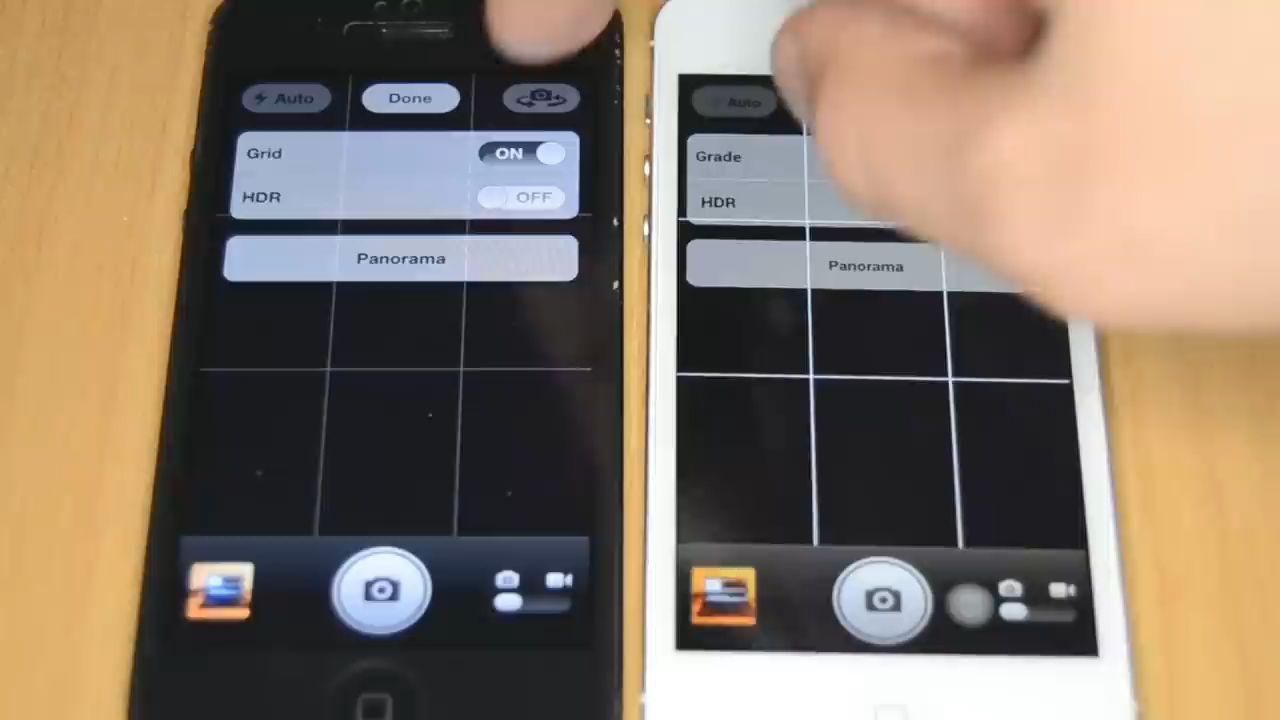 Auto
Done
Grid
ON
HDR
OFF
Panorama
Auto
Grade
HDR
Panorama